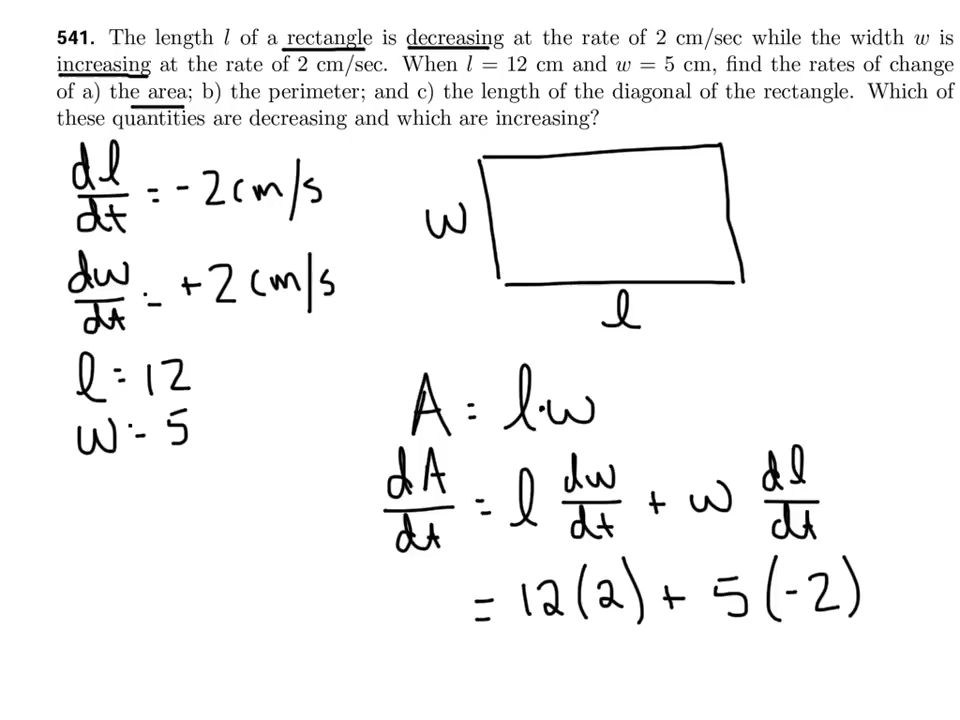 541. The length l of a rectangle is decreasing at the rate of 2 cm/sec while the width w is
increasing at the rate of 2 cm/sec. When l = 12 cm and w = 5 cm, find the rates of change
of a) the area; b) the perimeter; and c) the length of the diagonal of the rectangle. Which of
these quantities are decreasing and which are increasing?
dl/dt = -2 cm/s
dw/dt = +2 cm/s
l = 12
w = 5
w
l
A = l·w
dA/dt = l dw/dt + w dl/dt
= 12(2) + 5(-2)